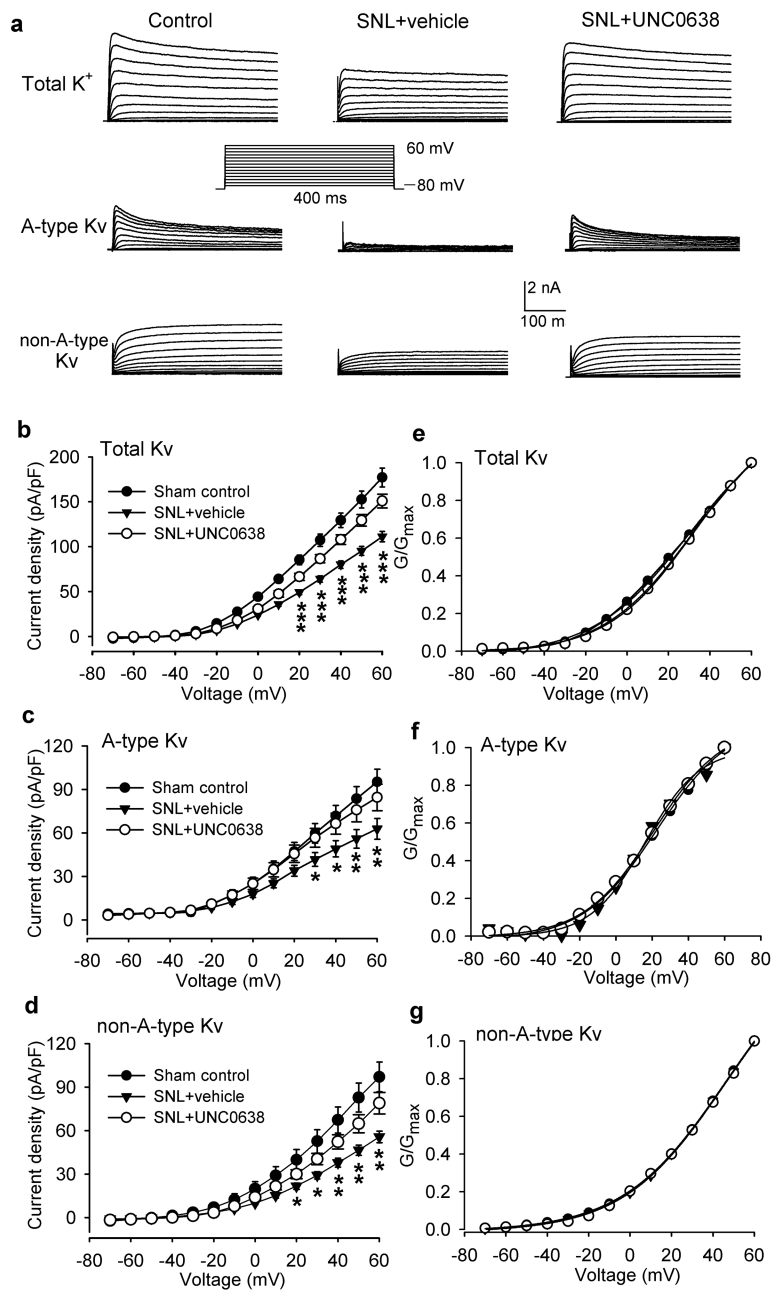 a
Control
SNL+vehicle
SNL+UNC0638
Total K+
60 mV
400 ms
−80 mV
A-type Kv
2 nA
100 m
non-A-type
Kv
b
Total Kv
200
150
100
50
0
Current density (pA/pF)
Sham control
SNL+vehicle
SNL+UNC0638
***
***
***
***
***
-80 -60 -40 -20 0 20 40 60
Voltage (mV)
e
Total Kv
1.0
0.8
0.6
0.4
0.2
0.0
G/Gmax
-80 -60 -40 -20 0 20 40 60
Voltage (mV)
c
A-type Kv
120
90
60
30
0
Current density (pA/pF)
Sham control
SNL+vehicle
SNL+UNC0638
*
*
**
**
-80 -60 -40 -20 0 20 40 60
Voltage (mV)
f
A-type Kv
1.0
0.8
0.6
0.4
0.2
0.0
G/Gmax
-80 -60 -40 -20 0 20 40 60 80
Voltage (mV)
d
non-A-type Kv
120
90
60
30
0
Current density (pA/pF)
Sham control
SNL+vehicle
SNL+UNC0638
*
*
**
**
**
-80 -60 -40 -20 0 20 40 60
Voltage (mV)
g
non-A-type Kv
1.0
0.8
0.6
0.4
0.2
0.0
G/Gmax
-80 -60 -40 -20 0 20 40 60
Voltage (mV)